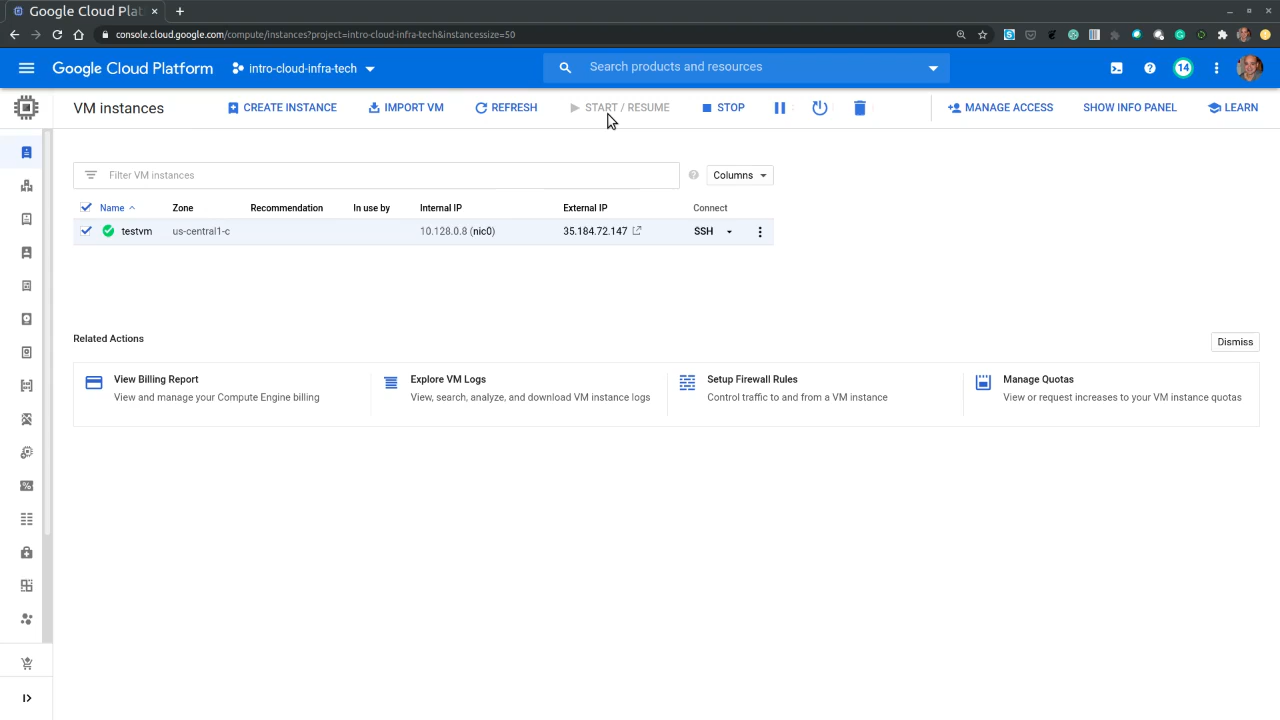 Google Cloud Plat
console.cloud.google.com/compute/instances?project=intro-cloud-infra-tech&instancessize=50
Google Cloud Platform
intro-cloud-infra-tech
Search products and resources
14
VM instances
CREATE INSTANCE
IMPORT VM
REFRESH
START / RESUME
STOP
MANAGE ACCESS
SHOW INFO PANEL
LEARN
Filter VM instances
Columns
Name Zone Recommendation In use by Internal IP External IP Connect
testvm us-central1-c 10.128.0.8 (nic0) 35.184.72.147 SSH
Related Actions
Dismiss
View Billing Report
View and manage your Compute Engine billing
Explore VM Logs
View, search, analyze, and download VM instance logs
Setup Firewall Rules
Control traffic to and from a VM instance
Manage Quotas
View or request increases to your VM instance quotas